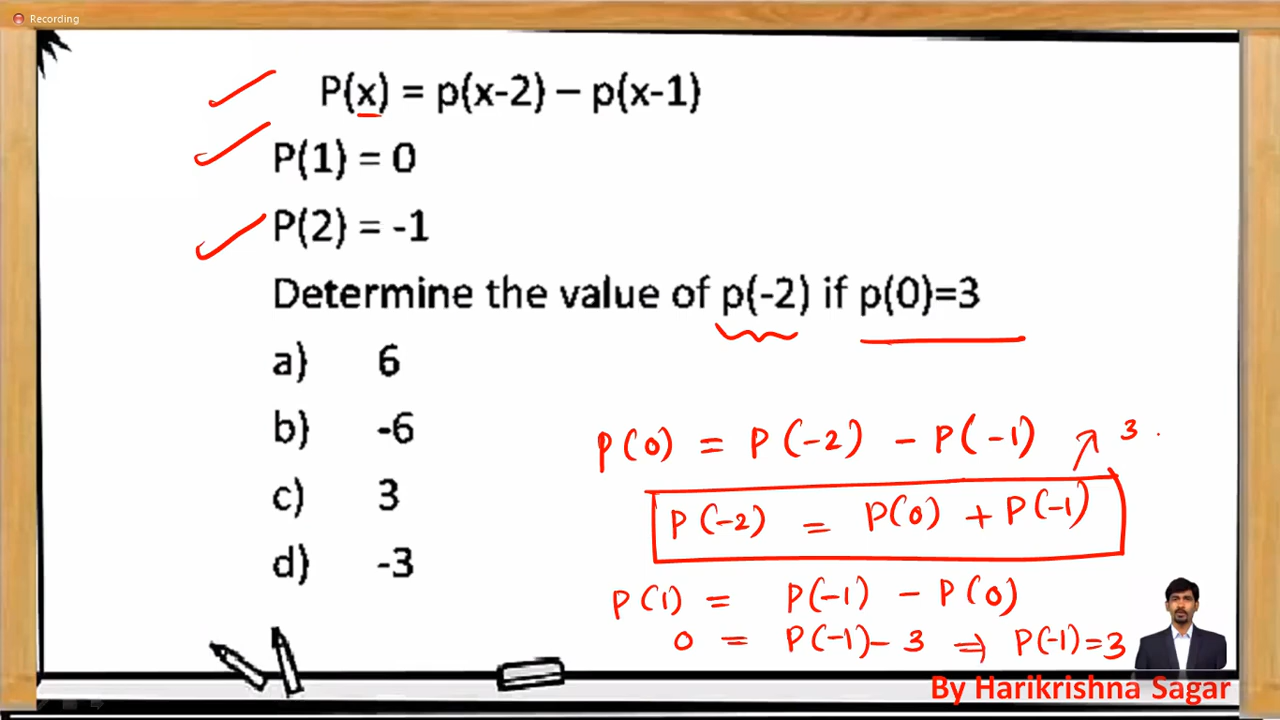 Recording
P(x) = p(x-2) – p(x-1)
P(1) = 0
P(2) = -1
Determine the value of p(-2) if p(0)=3
a) 6
b) -6
c) 3
d) -3
P(0) = P(-2) - P(-1) ↗ 3.
P(-2) = P(0) + P(-1)
P(1) = P(-1) - P(0)
0 = P(-1) - 3 ⇒ P(-1)=3
By Harikrishna Sagar